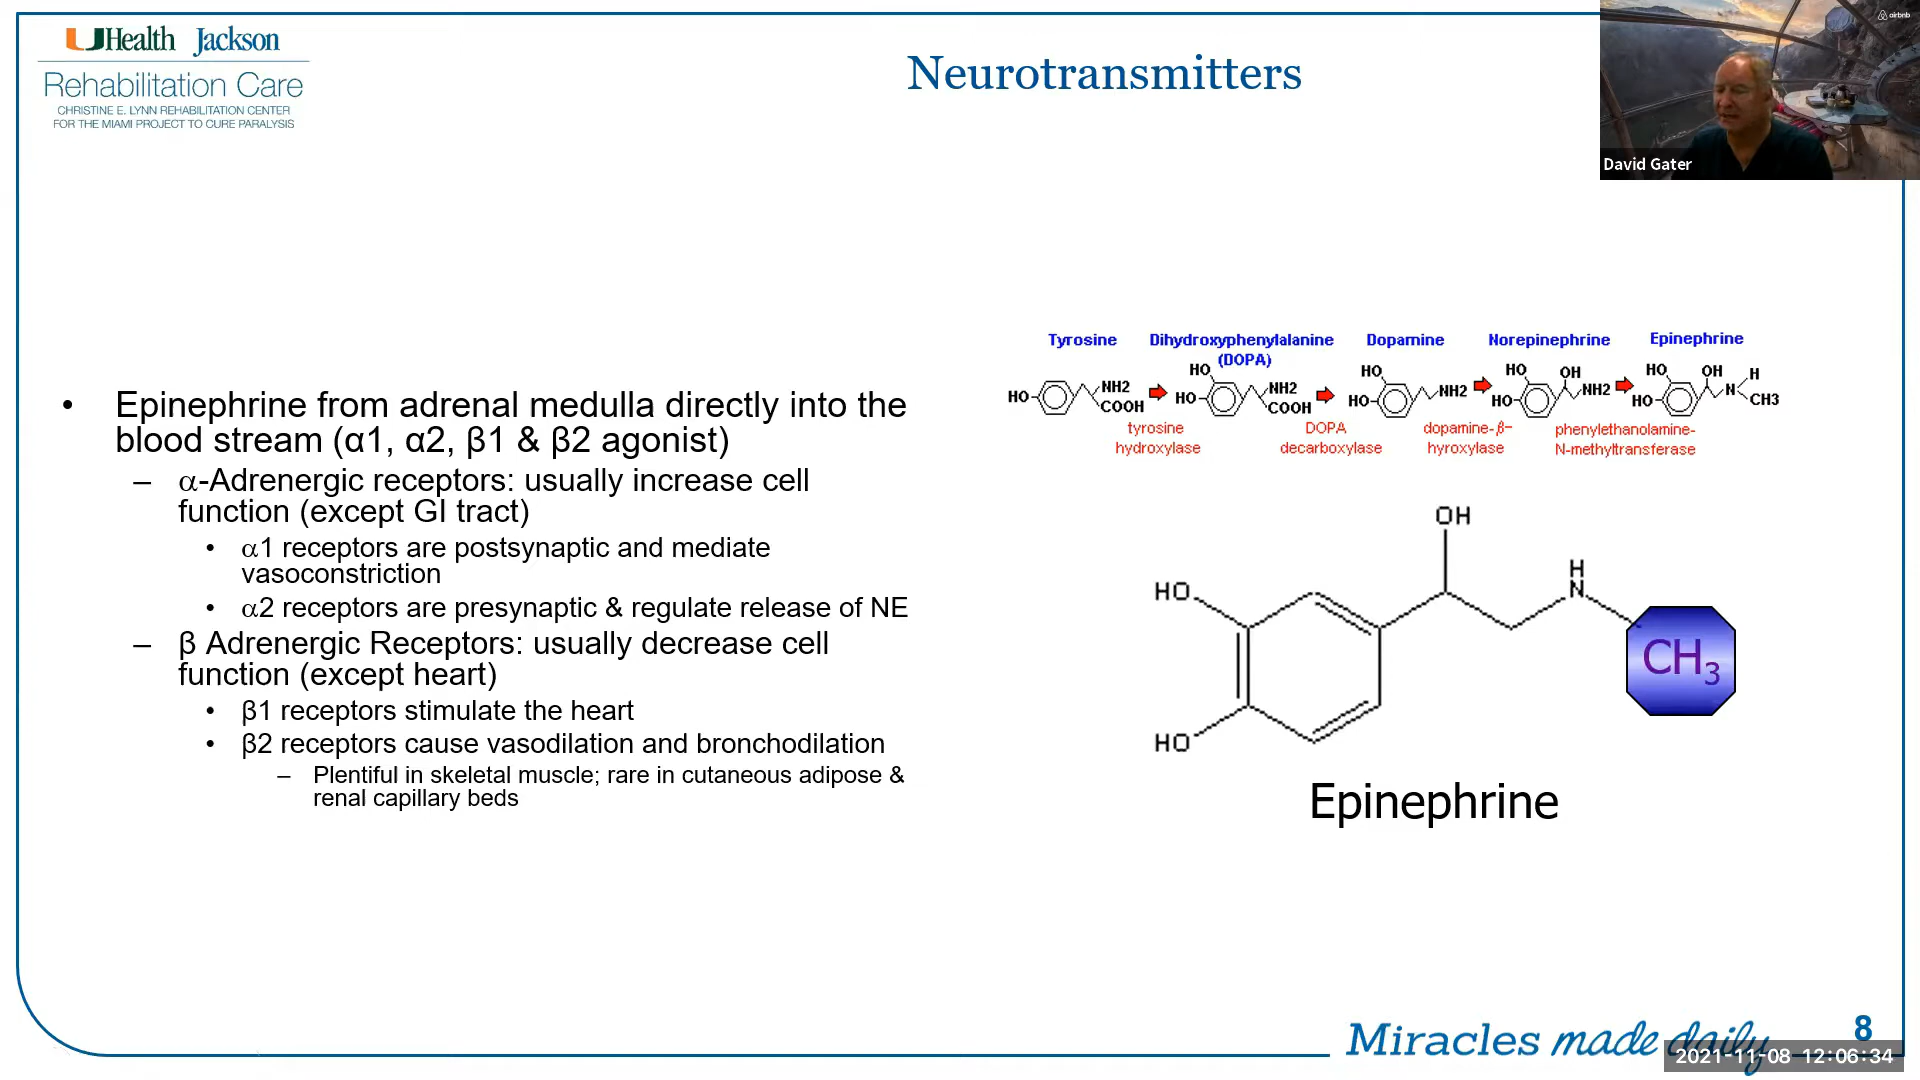 UHealth Jackson
Rehabilitation Care
CHRISTINE E. LYNN REHABILITATION CENTER
FOR THE MIAMI PROJECT TO CURE PARALYSIS
Neurotransmitters
airbnb
David Gater
• Epinephrine from adrenal medulla directly into the
blood stream (α1, α2, β1 & β2 agonist)
– α-Adrenergic receptors: usually increase cell
function (except GI tract)
• α1 receptors are postsynaptic and mediate
vasoconstriction
• α2 receptors are presynaptic & regulate release of NE
– β Adrenergic Receptors: usually decrease cell
function (except heart)
• β1 receptors stimulate the heart
• β2 receptors cause vasodilation and bronchodilation
– Plentiful in skeletal muscle; rare in cutaneous adipose &
renal capillary beds
Tyrosine Dihydroxyphenylalanine Dopamine Norepinephrine Epinephrine
(DOPA)
HO NH2 COOH
HO HO NH2 COOH
HO HO NH2
HO HO OH NH2
HO HO OH N H CH3
tyrosine
hydroxylase
DOPA
decarboxylase
dopamine-β-
hyroxylase
phenylethanolamine-
N-methyltransferase
OH
HO
H
N
CH3
HO
Epinephrine
Miracles made daily
8
2021-11-08 12:06:34